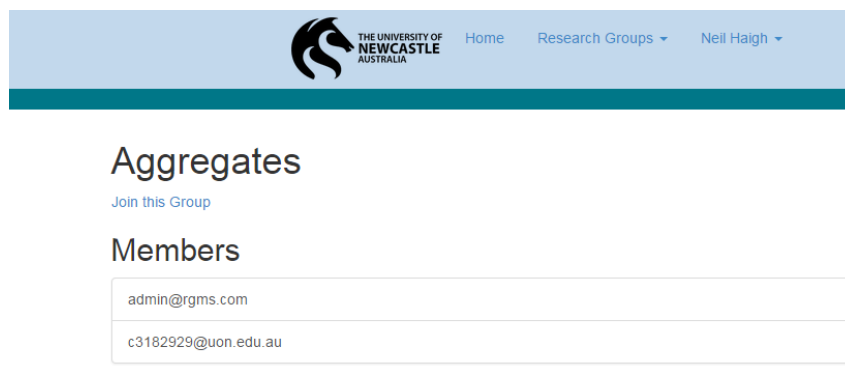 THE UNIVERSITY OF
NEWCASTLE
AUSTRALIA
Home Research Groups Neil Haigh
Aggregates
Join this Group
Members
admin@rgms.com
c3182929@uon.edu.au